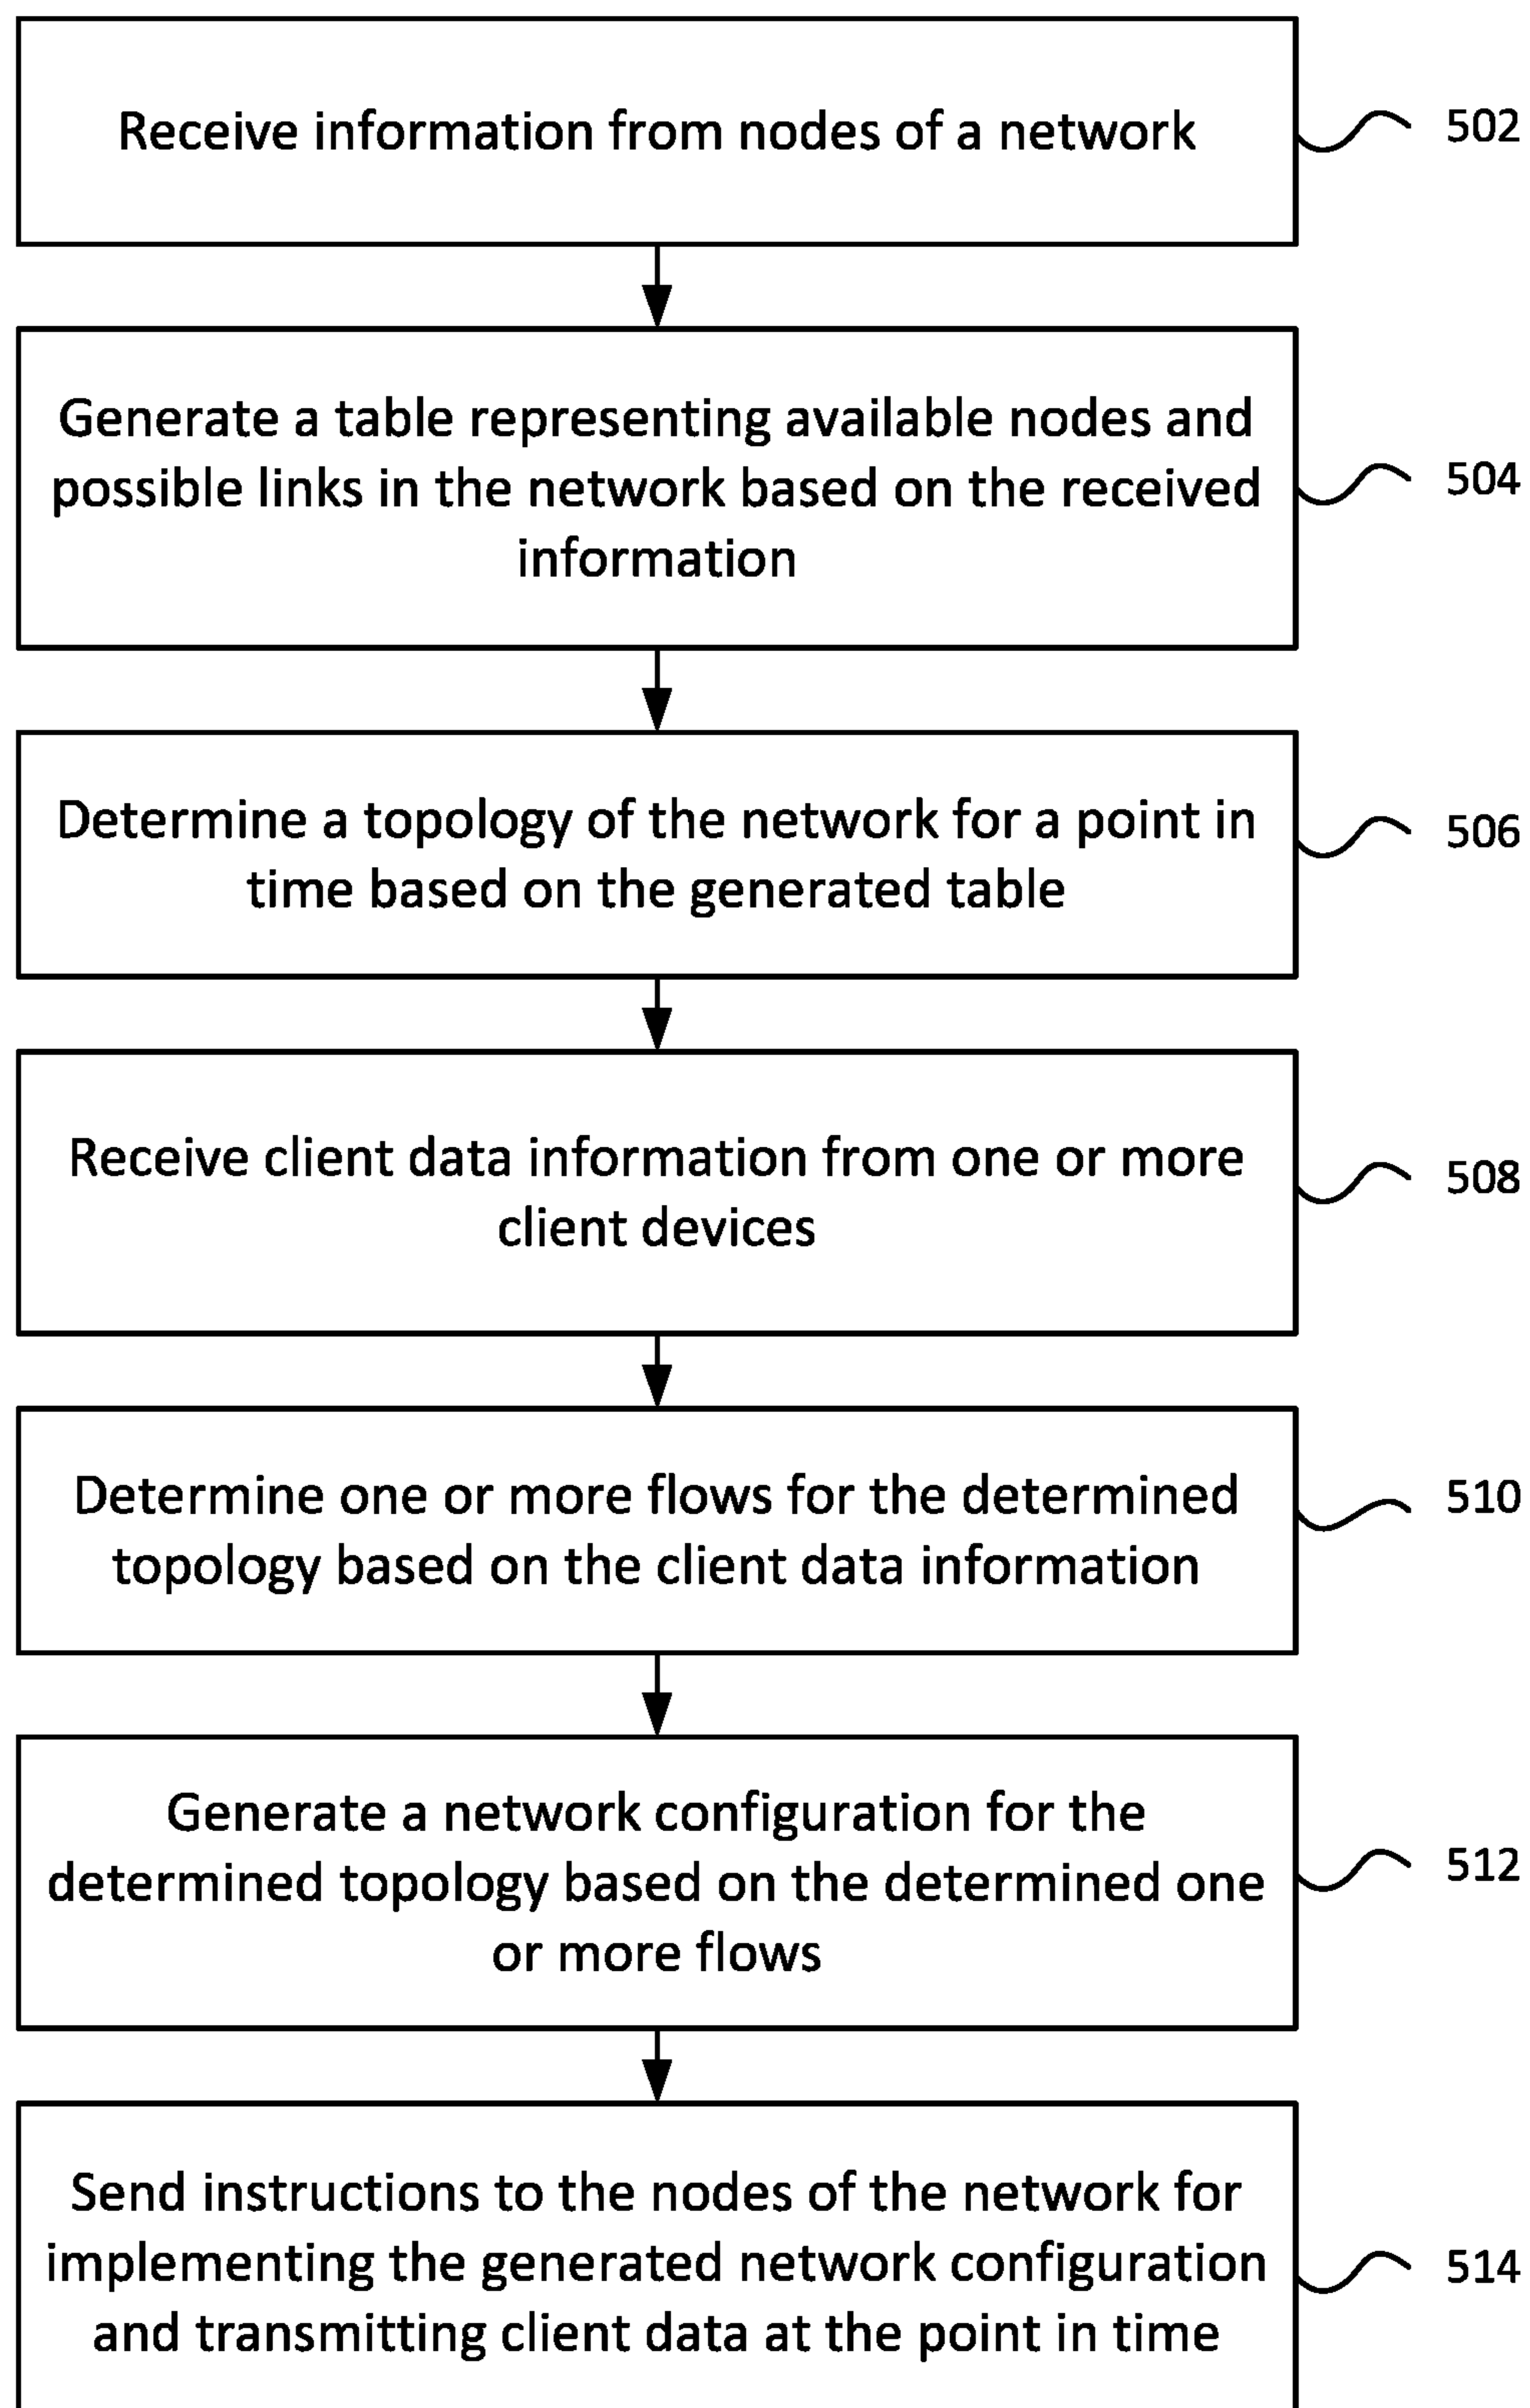 Receive information from nodes of a network
502
Generate a table representing available nodes and
possible links in the network based on the received
information
504
Determine a topology of the network for a point in
time based on the generated table
506
Receive client data information from one or more
client devices
508
Determine one or more flows for the determined
topology based on the client data information
510
Generate a network configuration for the
determined topology based on the determined one
or more flows
512
Send instructions to the nodes of the network for
implementing the generated network configuration
and transmitting client data at the point in time
514